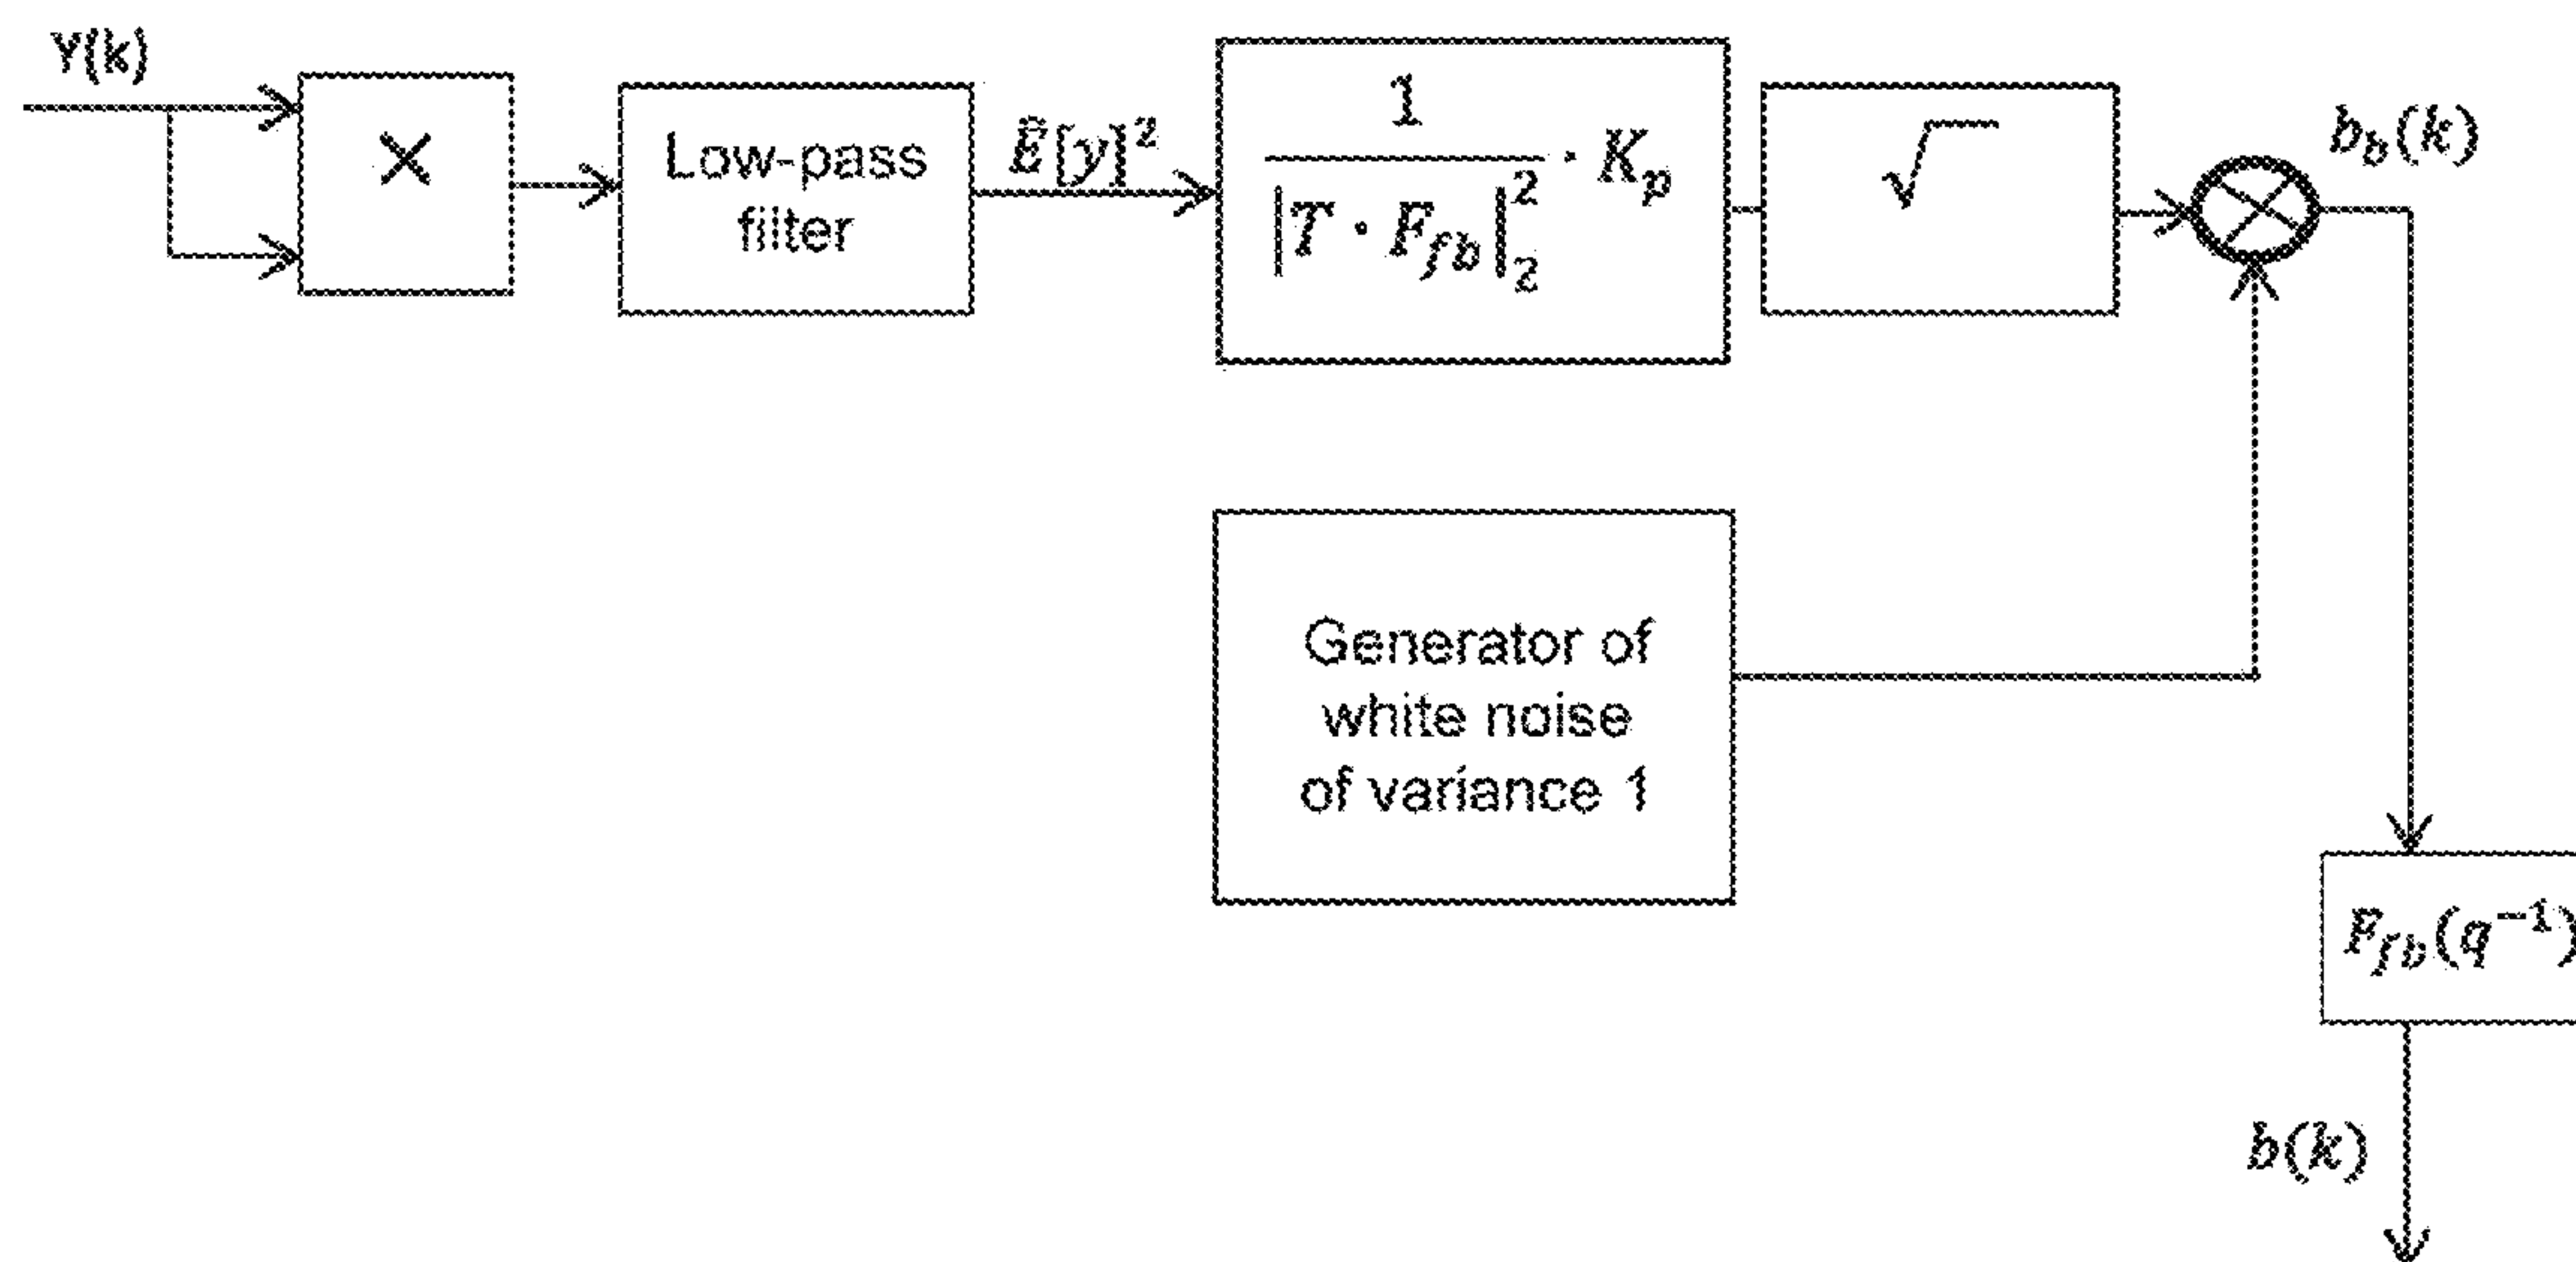 Y(k)
×
Low-pass
filter
Ê[y]²
1
|T · F_fb|₂² · K_p
√
b_b(k)
Generator of
white noise
of variance 1
F_fb(q⁻¹)
b(k)